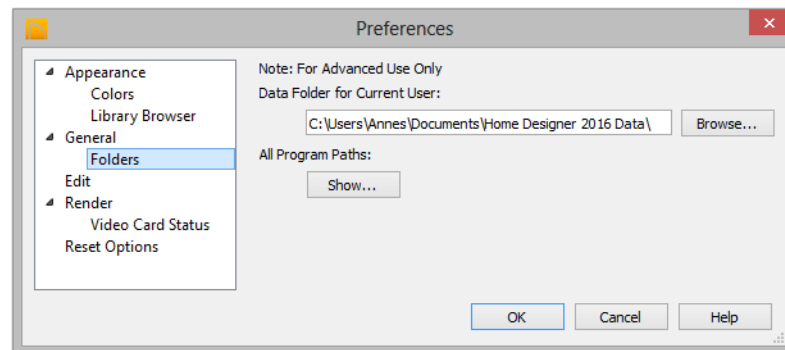 Preferences
Appearance
Colors
Library Browser
General
Folders
Edit
Render
Video Card Status
Reset Options
Note: For Advanced Use Only
Data Folder for Current User:
C:\Users\Annes\Documents\Home Designer 2016 Data\ Browse...
All Program Paths:
Show...
OK Cancel Help